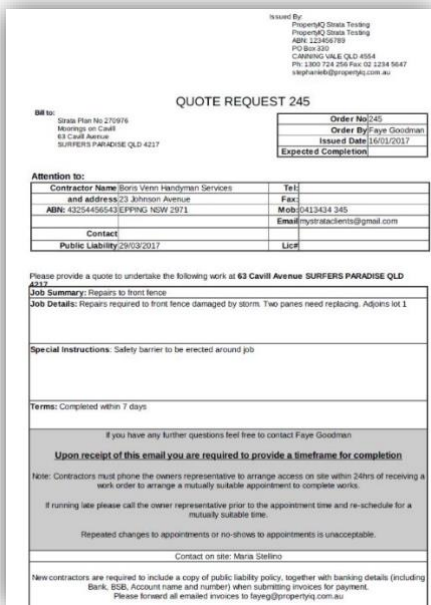 Issued By:
PropertyIQ Strata Testing
PropertyIQ Strata Testing
ABN: 123456789
PO Box 330
CANNING VALE QLD 4554
Ph: 1300 724 256 Fax: 02 1234 5647
stephanieb@propertyiq.com.au
QUOTE REQUEST 245
Bill to:
Strata Plan No 270976
Moorings on Cavill
63 Cavill Avenue
SURFERS PARADISE QLD 4217
Order No 245
Order By Faye Goodman
Issued Date 16/01/2017
Expected Completion
Attention to:
Contractor Name Boris Venn Handyman Services Tel:
and address 23 Johnson Avenue Fax:
ABN: 43254456543 EPPING NSW 2971 Mob: 0413434 345
Email mystrataclients@gmail.com
Contact
Public Liability 29/03/2017 Lic#
Please provide a quote to undertake the following work at 63 Cavill Avenue SURFERS PARADISE QLD
4217
Job Summary: Repairs to front fence
Job Details: Repairs required to front fence damaged by storm. Two panes need replacing. Adjoins lot 1
Special Instructions: Safety barrier to be erected around job
Terms: Completed within 7 days
If you have any further questions feel free to contact Faye Goodman
Upon receipt of this email you are required to provide a timeframe for completion
Note: Contractors must phone the owners representative to arrange access on site within 24hrs of receiving a
work order to arrange a mutually suitable appointment to complete works.
If running late please call the owner representative prior to the appointment time and re-schedule for a
mutually suitable time.
Repeated changes to appointments or no-shows to appointments is unacceptable.
Contact on site: Maria Stellino
New contractors are required to include a copy of public liability policy, together with banking details (including
Bank, BSB, Account name and number) when submitting invoices for payment.
Please forward all emailed invoices to fayeg@propertyiq.com.au